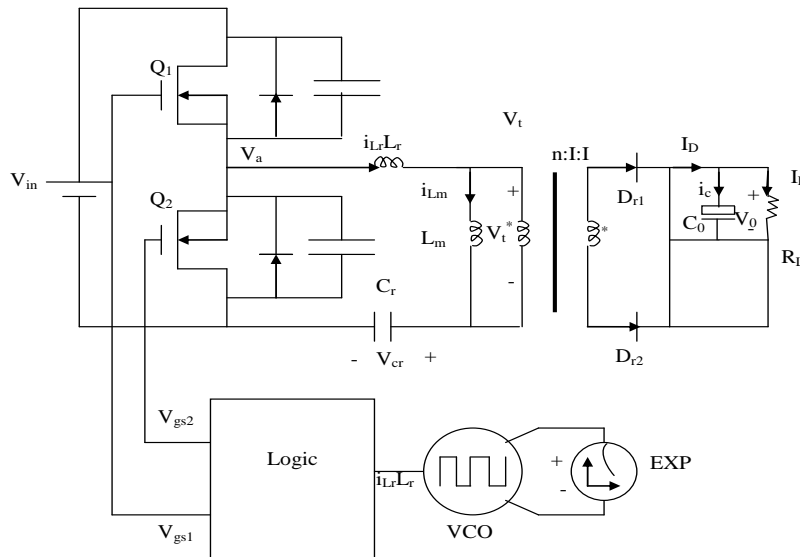 Q1
Vt
Va
iLrLr
n:I:I
ID
Vin
iLm
+
Dr1
ic
+
Q2
Lm
Vt
*
*
C0
V0
-
Cr
-
RL
- Vcr +
Dr2
Vgs2
Logic
iLrLr
+
-
EXP
VCO
Vgs1